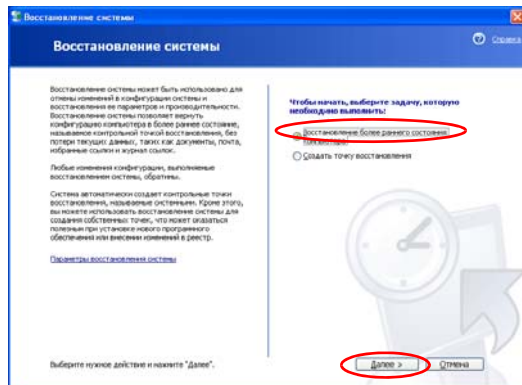 Восстановление системы
Восстановление системы
Справка
Восстановление системы может быть использовано для
отмены изменений в конфигурации системы и
восстановления ее параметров и производительности.
Восстановление системы позволяет вернуть
конфигурацию компьютера в более раннее состояние,
называемое контрольной точкой восстановления, без
потери текущих данных, таких как документы, почта,
избранные ссылки и журнал ссылок.
Любые изменения конфигурации, выполняемые
восстановлением системы, обратимы.
Система автоматически создает контрольные точки
восстановления, называемые системными. Кроме этого,
вы можете использовать восстановление системы для
создания собственных точек, что может оказаться
полезным при установке нового программного
обеспечения или внесении изменений в реестр.
Параметры восстановления системы
Чтобы начать, выберите задачу, которую
необходимо выполнить:
Восстановление более раннего состояния
компьютера
Создать точку восстановления
Выберите нужное действие и нажмите "Далее".
Далее >
Отмена